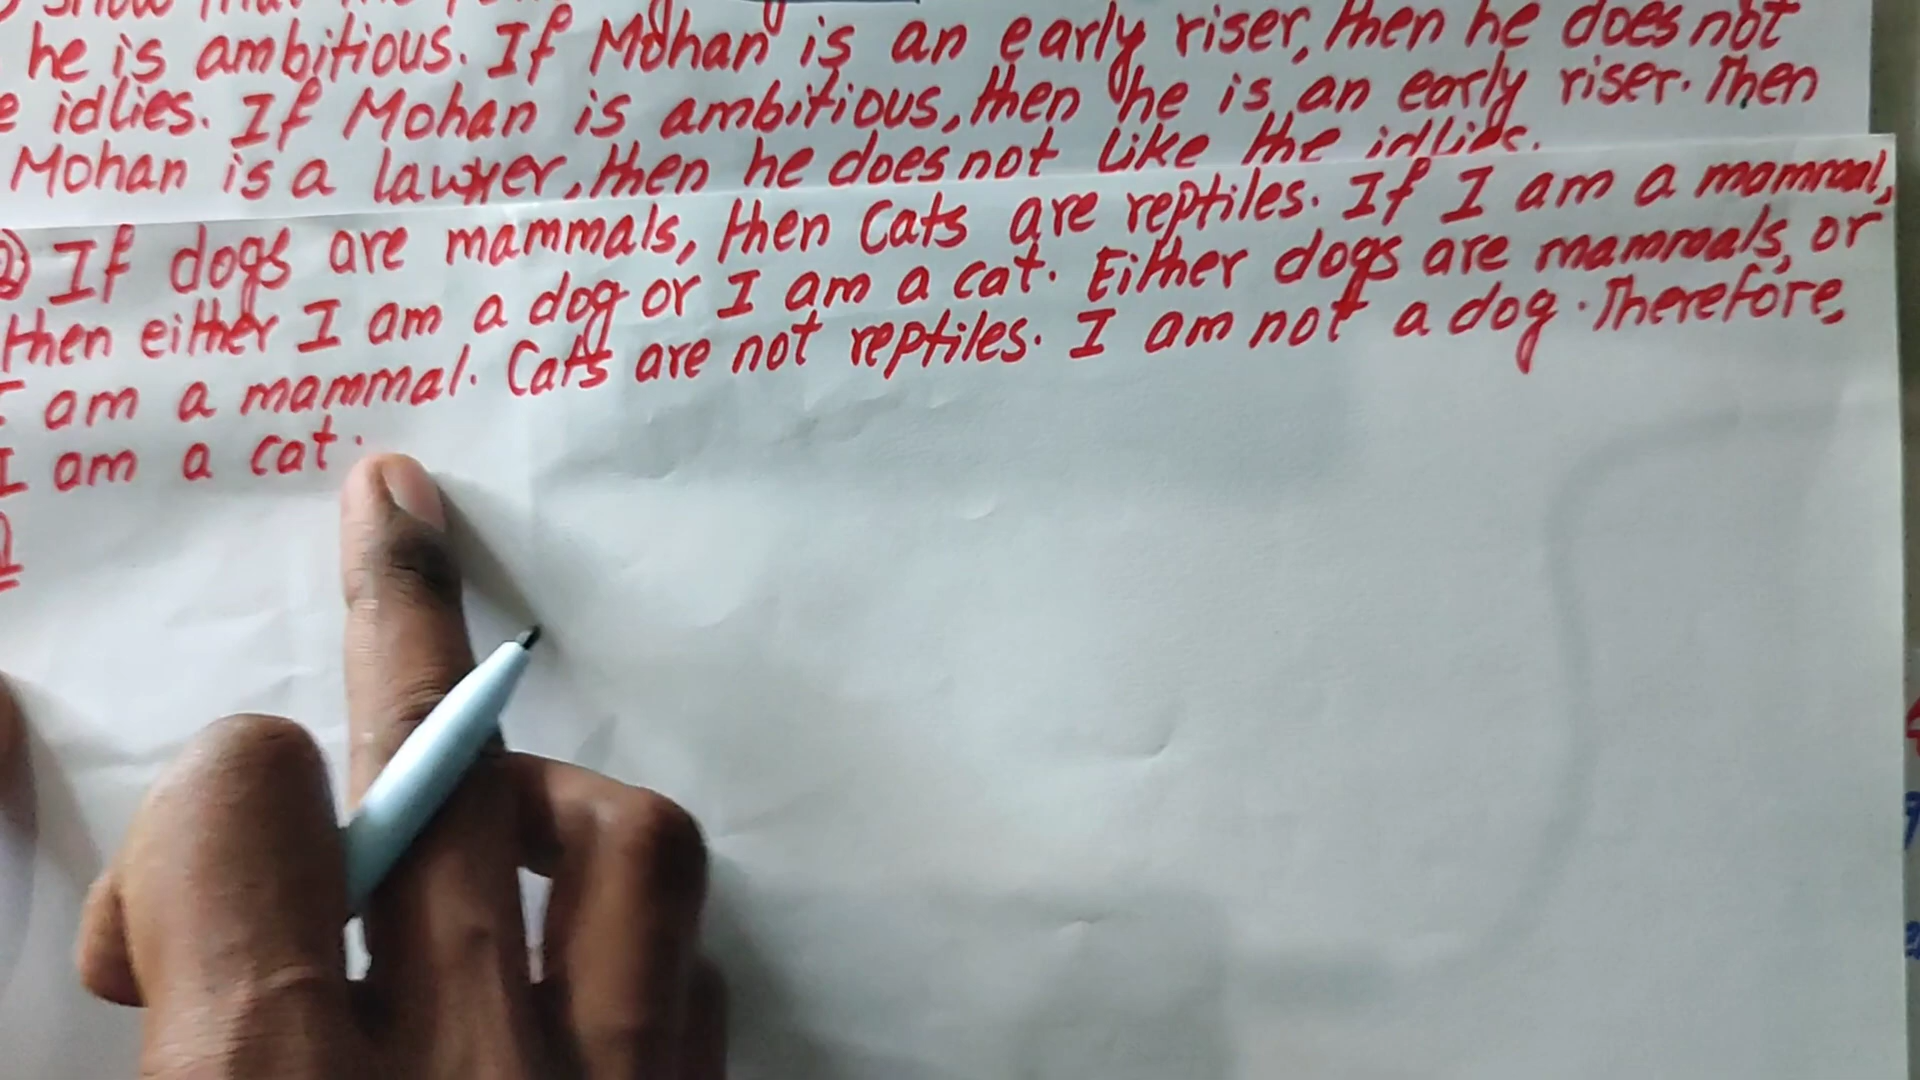 he is ambitious. If Mohan is an early riser, then he does not
idlies. If Mohan is ambitious, then he is an early riser. Then
Mohan is a lawyer, then he does not like the idlies.
2) If dogs are mammals, then Cats are reptiles. If I am a mammal,
then either I am a dog or I am a cat. Either dogs are mammals, or
I am a mammal. Cats are not reptiles. I am not a dog. Therefore,
I am a cat.